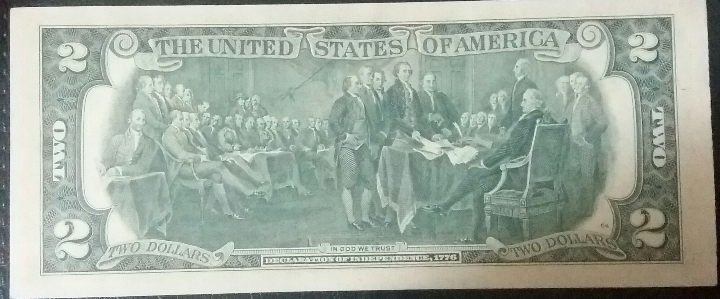 2 THE UNITED STATES OF AMERICA 2
TWO TWO
2 TWO DOLLARS IN GOD WE TRUST TWO DOLLARS 2
DECLARATION OF INDEPENDENCE, 1776